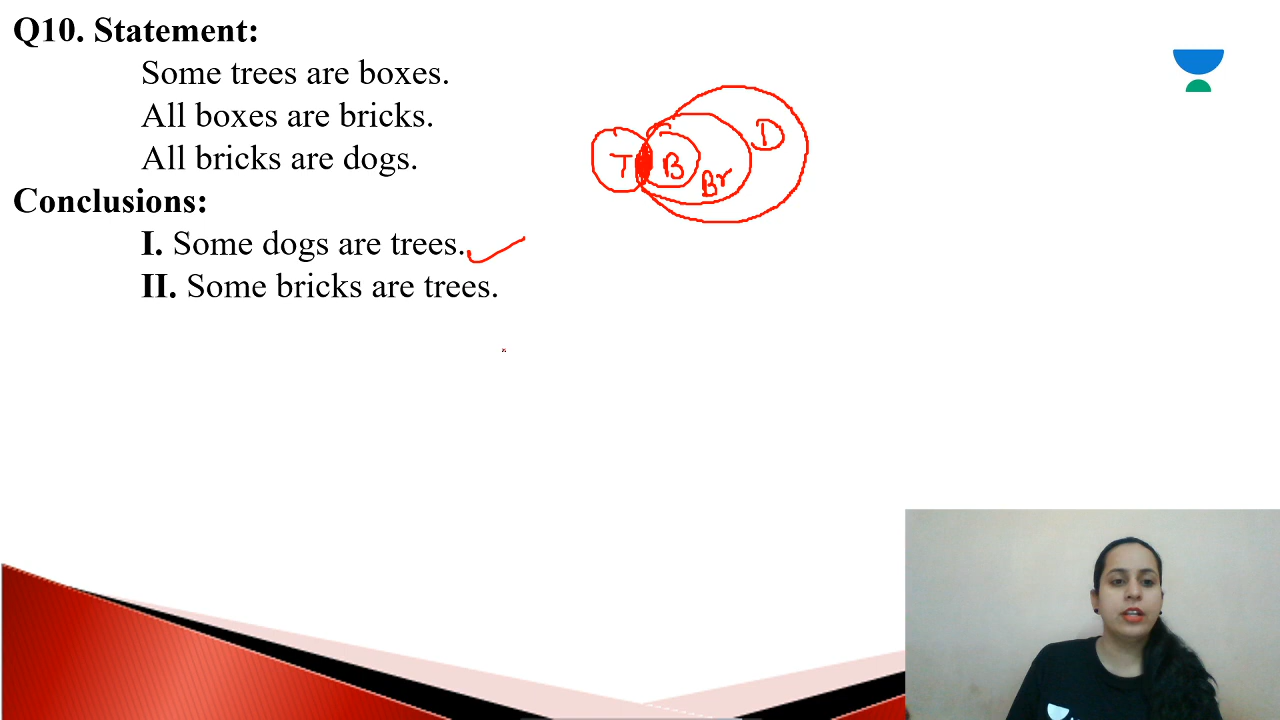 Q10. Statement:
Some trees are boxes.
All boxes are bricks.
All bricks are dogs.
Conclusions:
I. Some dogs are trees.
II. Some bricks are trees.
T B Br D